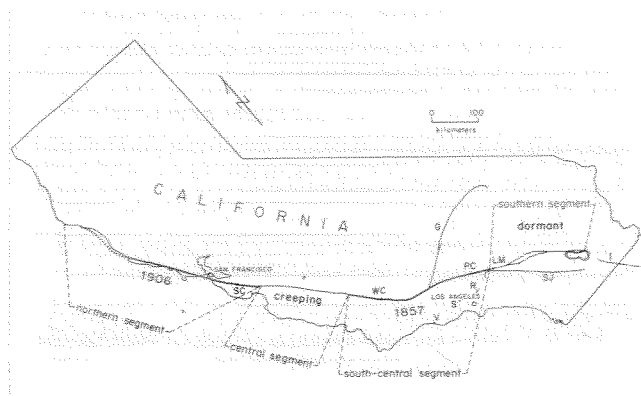 0 100
kilometers
CALIFORNIA
southern segment
dormant
G
LM
PC
SJ
I
SAN FRANCISCO
1906
SC
creeping
WC
R
LOS ANGELES
S
C
1857
V
northern segment
central segment
south-central segment